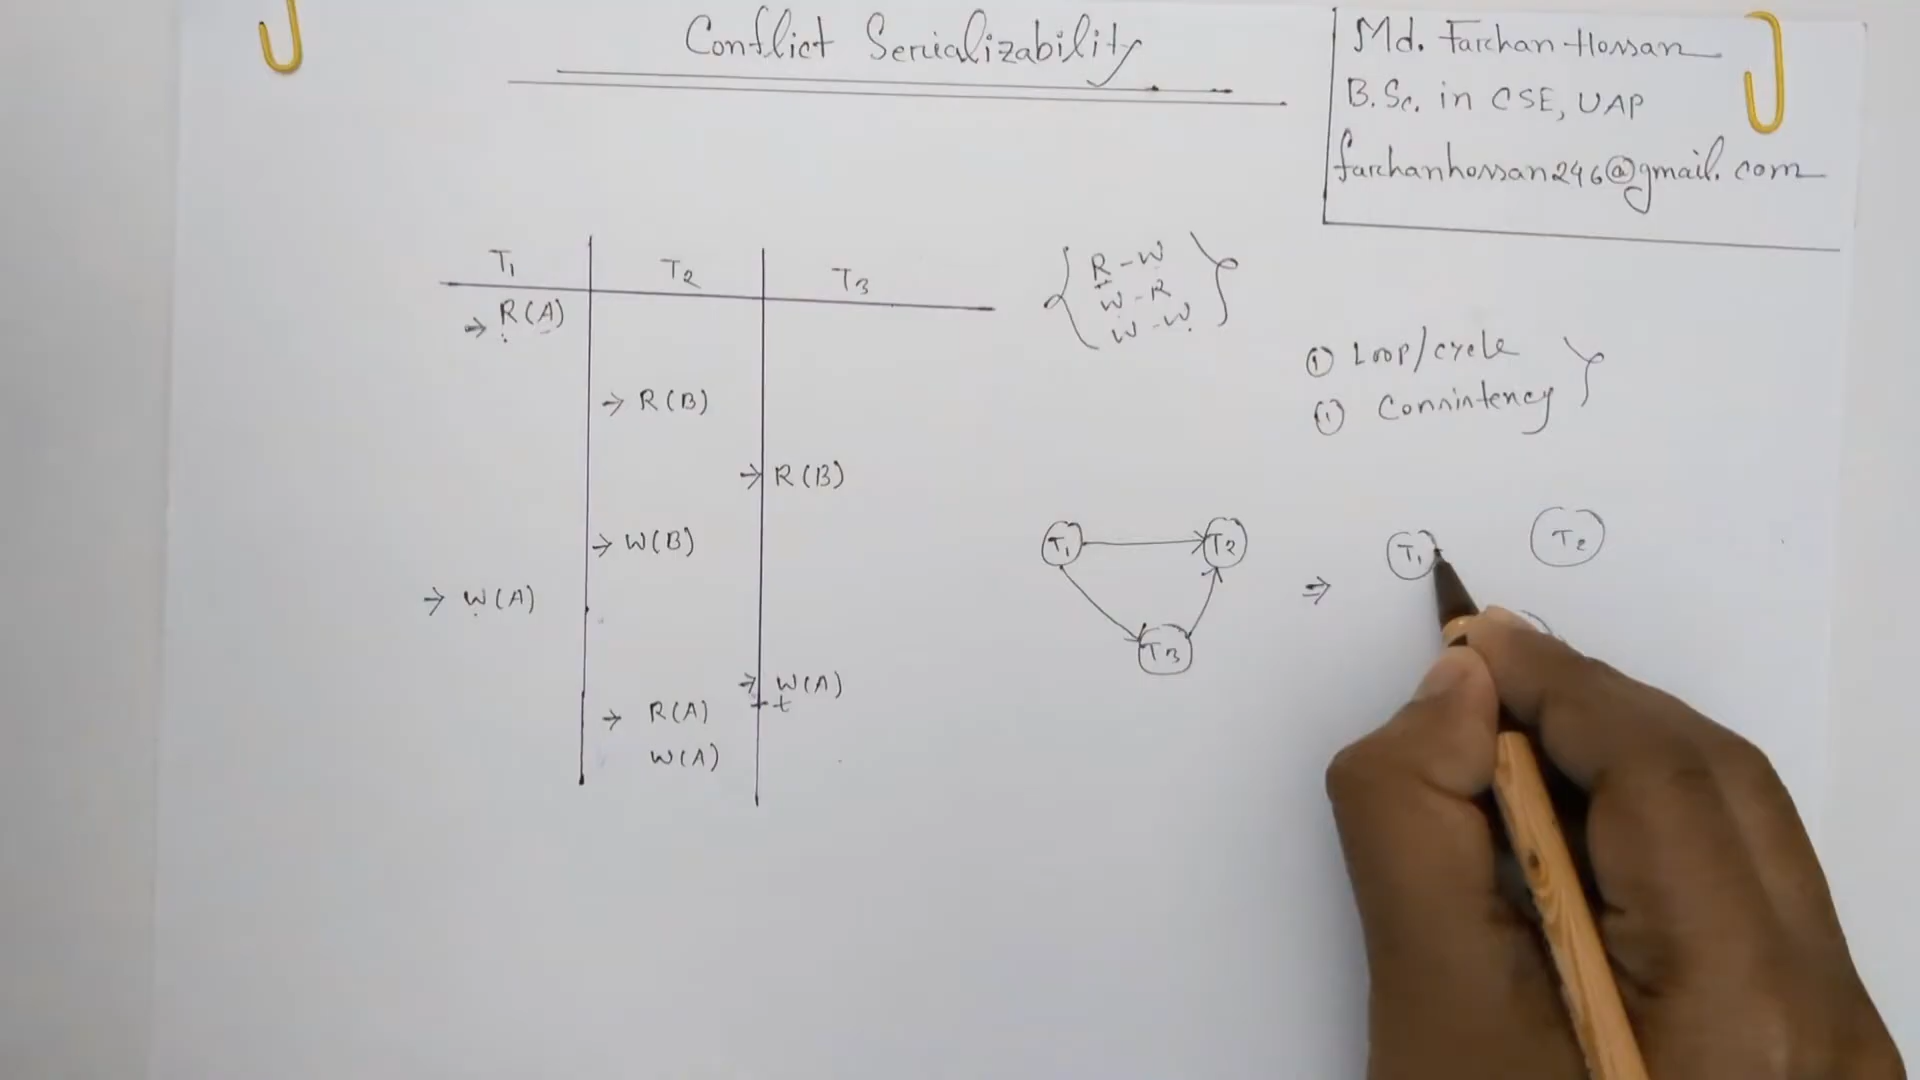 Conflict Serializability
Md. Farhan Hossan
B.Sc. in CSE, UAP
farhanhossan246@gmail.com
T1 T2 T3
→ R(A)
→ R(B)
→ R(B)
→ W(B)
→ W(A)
→ W(A)
→ R(A)
W(A)
R-W
W-R
W-W
① Loop/cycle
① Consistency
T1 → T2
T3
⇒ T1 T2